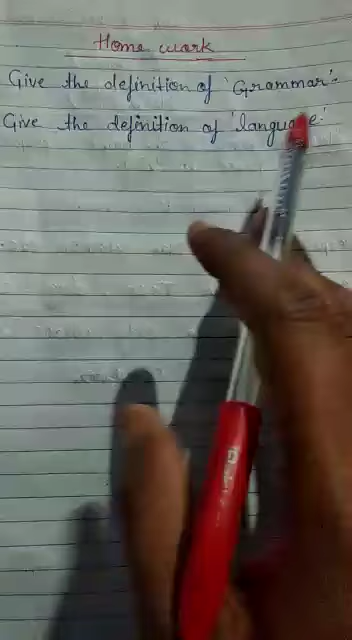 Home work
Give the definition of 'Grammar'.
Give the definition of 'language'.